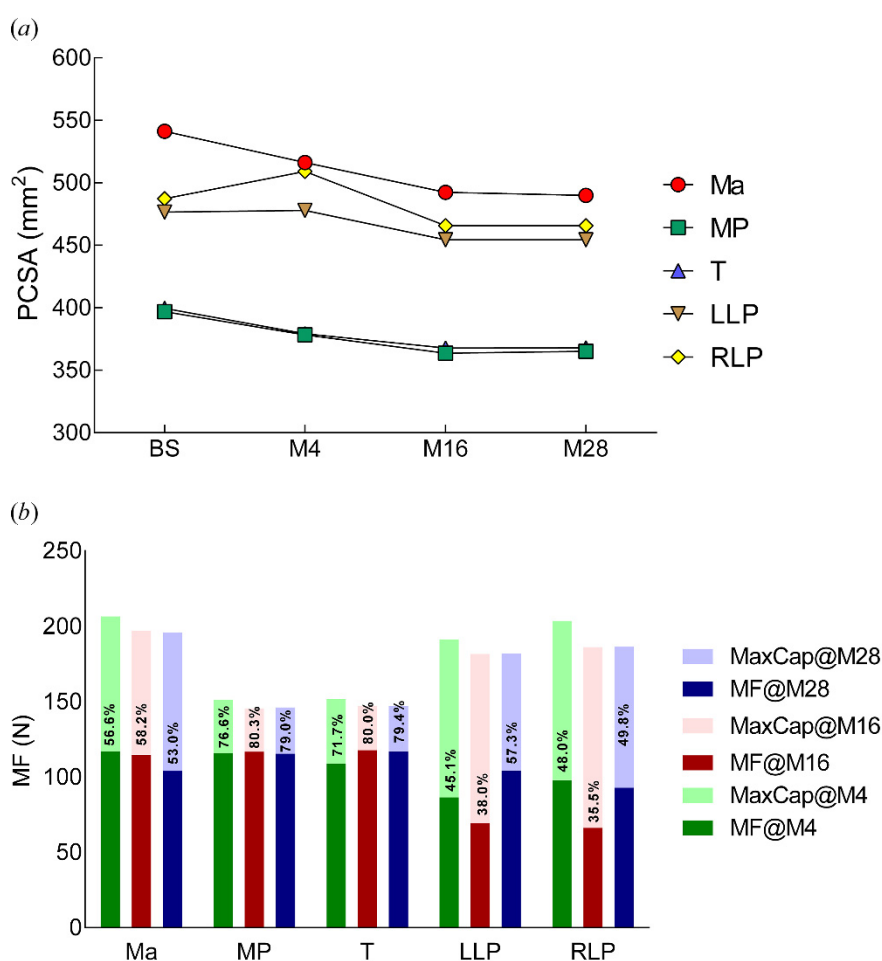 (a)
600
550
500
450
400
350
300
PCSA (mm²)
BS M4 M16 M28
Ma
MP
T
LLP
RLP
(b)
250
200
150
100
50
0
MF (N)
56.6% 58.2% 53.0% 76.6% 80.3% 79.0% 71.7% 80.0% 79.4% 45.1% 38.0% 57.3% 48.0% 35.5% 49.8%
Ma MP T LLP RLP
MaxCap@M28
MF@M28
MaxCap@M16
MF@M16
MaxCap@M4
MF@M4